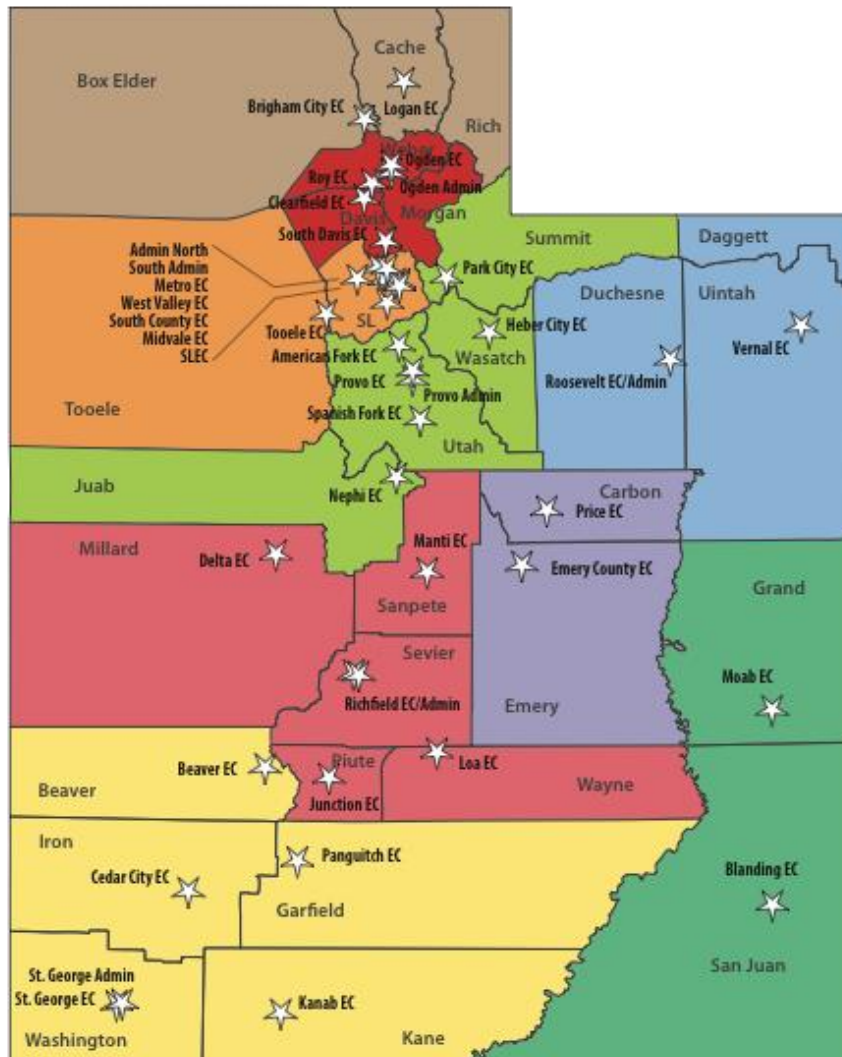 Cache
Box Elder
Brigham City EC
Logan EC
Rich
Weber
Ogden EC
Roy EC
Ogden Admin
Clearfield EC
Davis
Morgan
South Davis EC
Summit
Daggett
Admin North
South Admin
Metro EC
West Valley EC
South County EC
Midvale EC
SLEC
Park City EC
Duchesne
Uintah
SL
Tooele EC
Heber City EC
Vernal EC
American Fork EC
Wasatch
Roosevelt EC/Admin
Provo EC
Provo Admin
Tooele
Spanish Fork EC
Utah
Juab
Nephi EC
Carbon
Price EC
Millard
Delta EC
Manti EC
Emery County EC
Grand
Sanpete
Sevier
Moab EC
Richfield EC/Admin
Emery
Beaver EC
Piute
Loa EC
Beaver
Junction EC
Wayne
Iron
Panguitch EC
Cedar City EC
Blanding EC
Garfield
San Juan
St. George Admin
St. George EC
Kanab EC
Washington
Kane